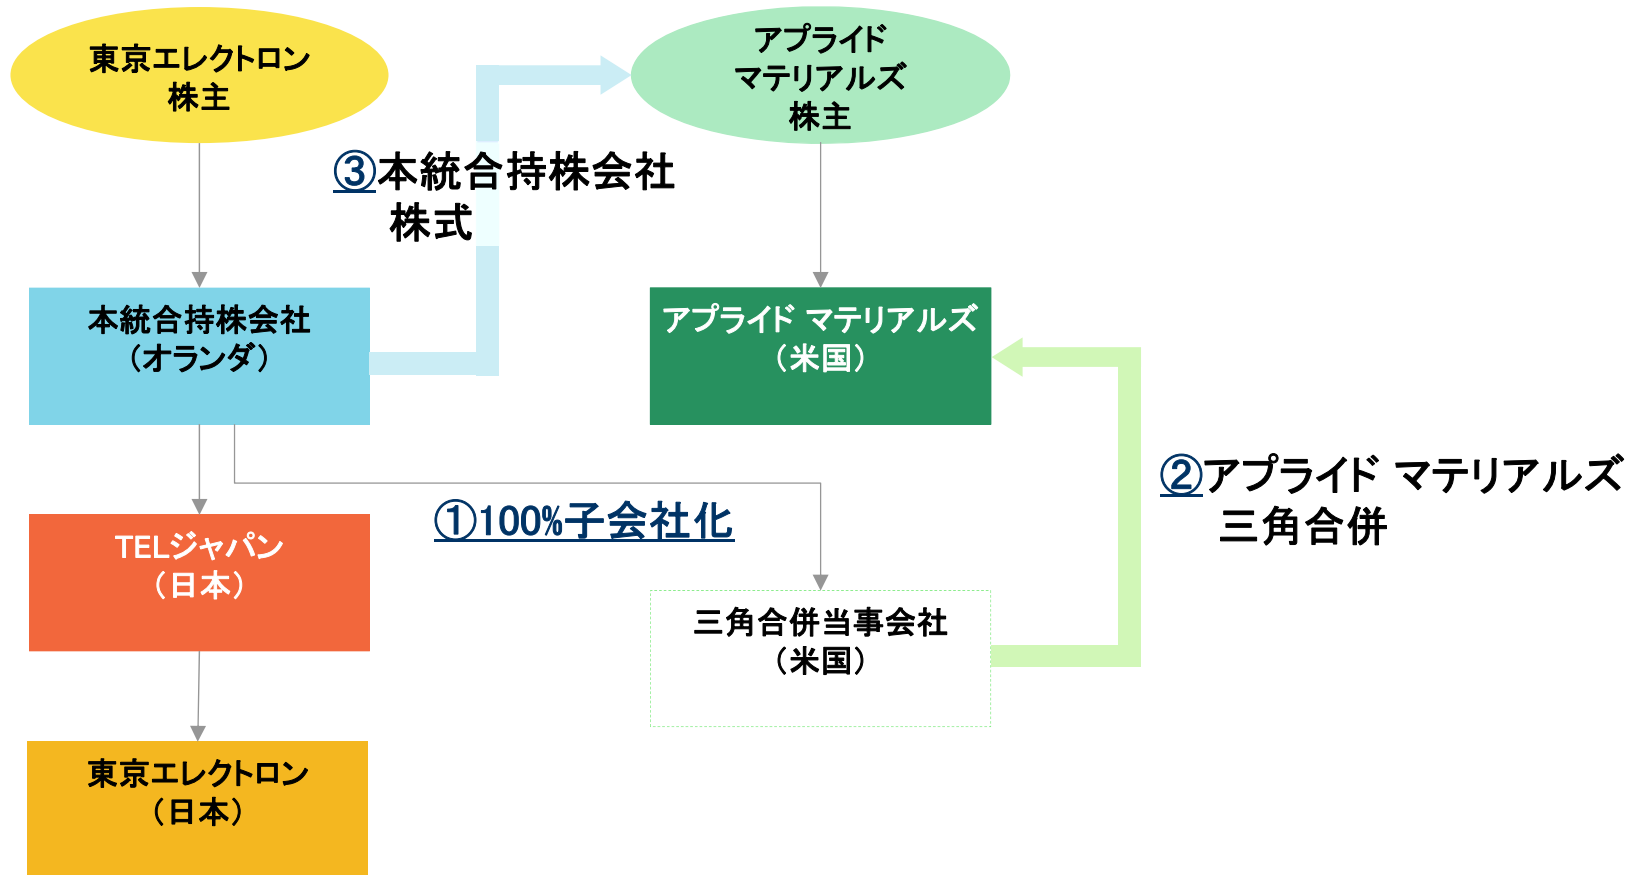 東京エレクトロン
株主
アプライド
マテリアルズ
株主
③本統合持株会社
株式
本統合持株会社
（オランダ）
アプライド マテリアルズ
（米国）
②アプライド マテリアルズ
三角合併
①100%子会社化
TELジャパン
（日本）
三角合併当事会社
（米国）
東京エレクトロン
（日本）